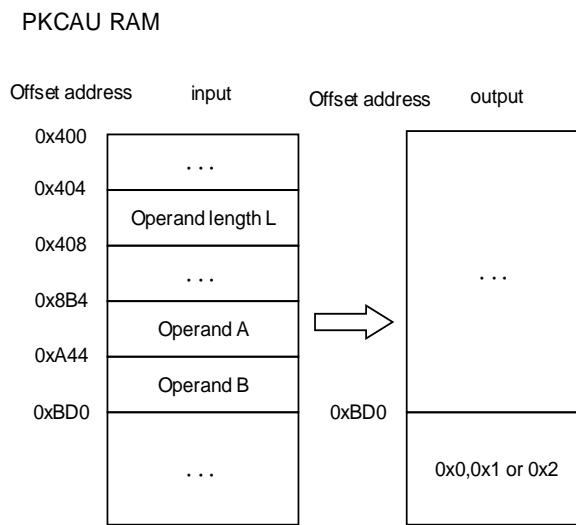 PKCAU RAM
Offset address input Offset address output
0x400
...
0x404
Operand length L
0x408
...
0x8B4
Operand A
0xA44
Operand B
0xBD0
...
...
0xBD0
0x0,0x1 or 0x2